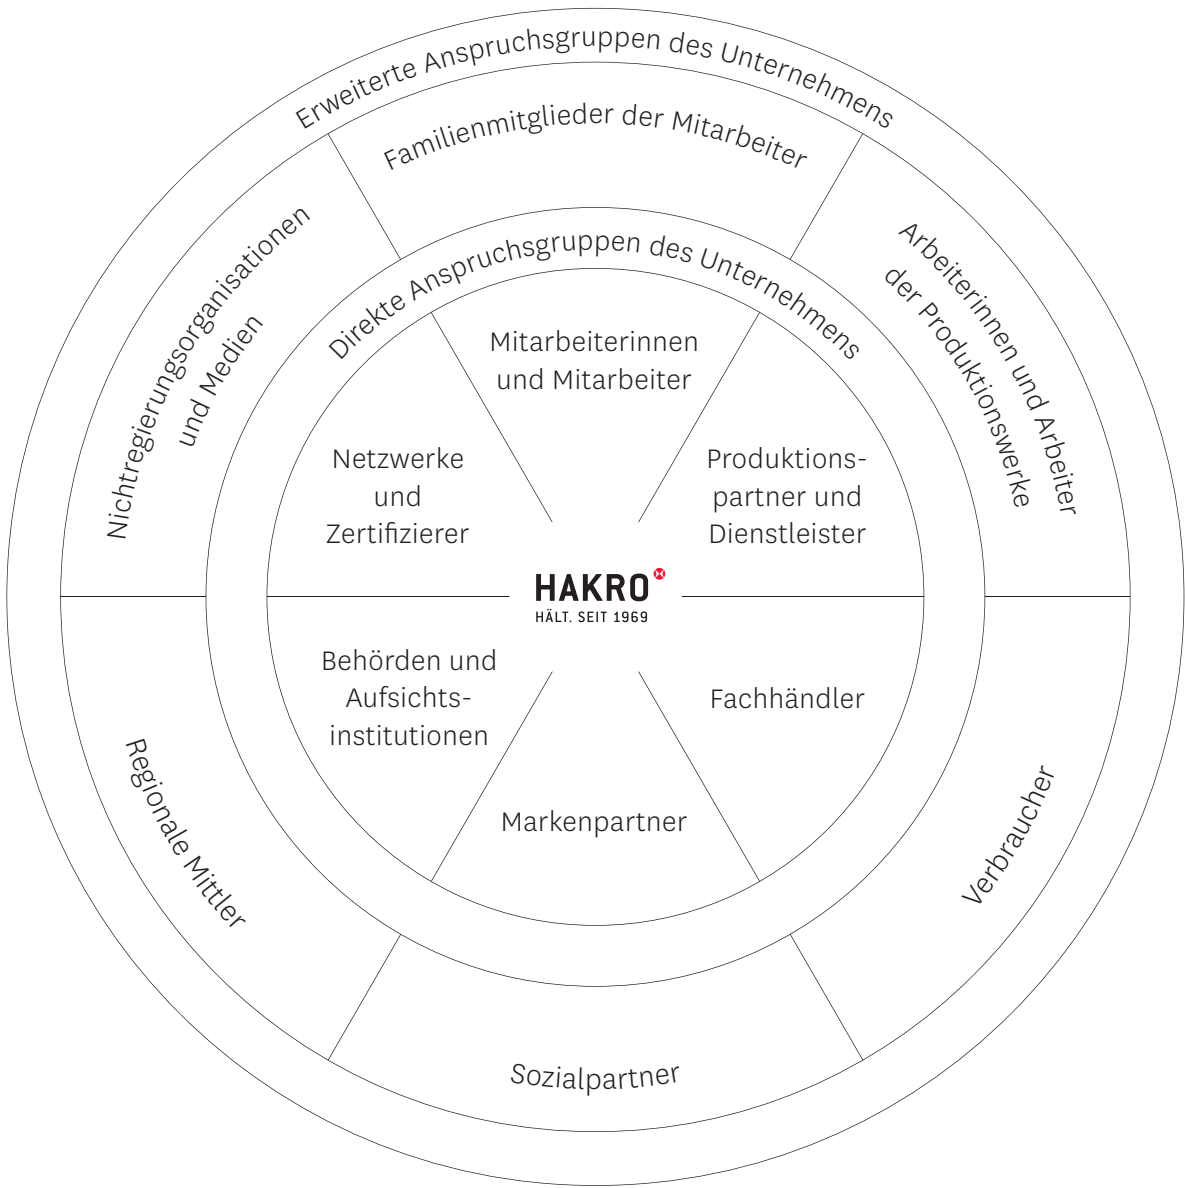 Erweiterte Anspruchsgruppen des Unternehmens
Familienmitglieder der Mitarbeiter
Arbeiterinnen und Arbeiter
der Produktionswerke
Verbraucher
Sozialpartner
Regionale Mittler
Nichtregierungsorganisationen
und Medien
Direkte Anspruchsgruppen des Unternehmens
Mitarbeiterinnen
und Mitarbeiter
Produktions-
partner und
Dienstleister
Fachhändler
Markenpartner
Behörden und
Aufsichts-
institutionen
Netzwerke
und
Zertifizierer
HAKRO
HÄLT. SEIT 1969